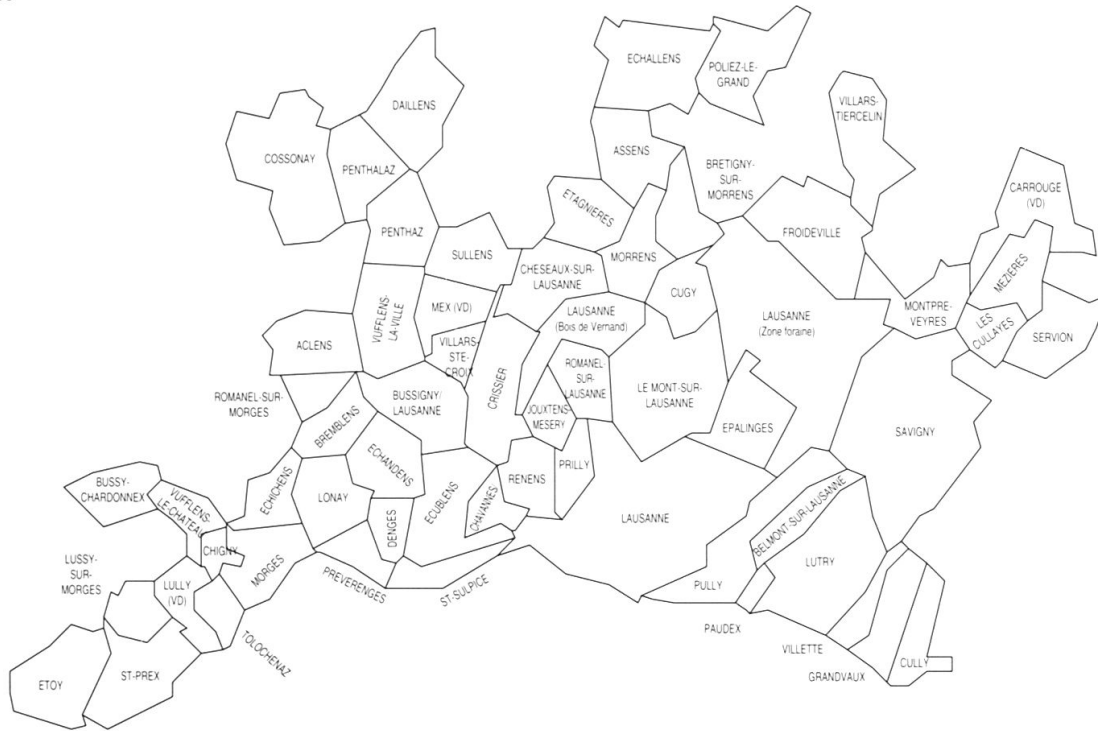 ECHALLENS
POLIEZ-LE-
GRAND
DAILLENS
VILLARS-
TIERCELIN
COSSONAY
PENTHALAZ
ASSENS
BRETIGNY-
SUR-
MORRENS
CARROUGE
(VD)
ETAGNIERES
PENTHAZ
FROIDEVILLE
SULLENS
MORRENS
CHESEAUX-SUR-
LAUSANNE
MEZIERES
CUGY
MEX (VD)
VUFFLENS-
LA-VILLE
LAUSANNE
(Bois de Vernand)
LAUSANNE
(Zone foraine)
MONTPRE-
VEYRES
LES
CULLAYES
SERVION
ACLENS
VILLARS-
STE-
CROIX
CRISSIER
ROMANEL-
SUR-
LAUSANNE
LE MONT-SUR-
LAUSANNE
ROMANEL-SUR-
MORGES
BUSSIGNY/
LAUSANNE
JOUXTENS-
MESERY
BREMBLENS
EPALINGES
SAVIGNY
ECHANDENS
PRILLY
RENENS
BUSSY-
CHARDONNEX
VUFFLENS-
LE-CHATEAU
ECHICHENS
LONAY
ECUBLENS
CHAVANNES/
LAUSANNE
BELMONT-SUR-LAUSANNE
DENGES
CHIGNY
LUSSY-
SUR-
MORGES
MORGES
LUTRY
LULLY
(VD)
PREVERENGES
ST-SULPICE
PULLY
PAUDEX
TOLOCHENAZ
VILLETTE
CULLY
ST-PREX
GRANDVAUX
ETOY